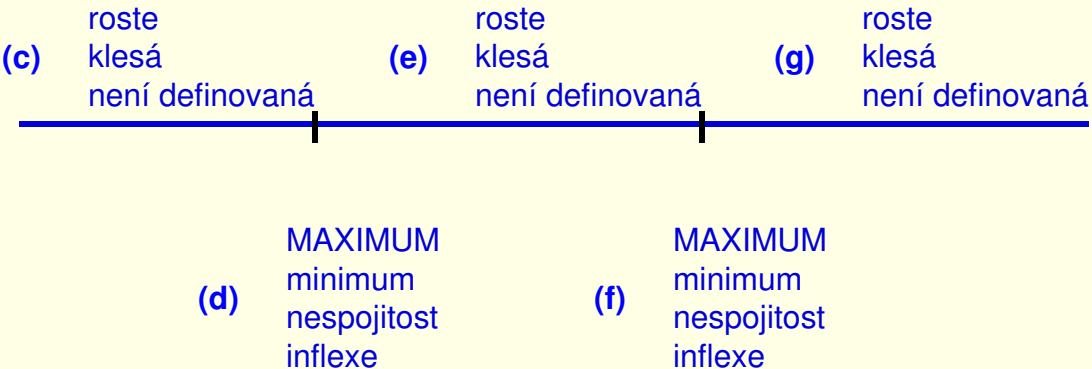 (c) roste
klesá
není definovaná
(e) roste
klesá
není definovaná
(g) roste
klesá
není definovaná
(d) MAXIMUM
minimum
nespojitost
inflexe
(f) MAXIMUM
minimum
nespojitost
inflexe